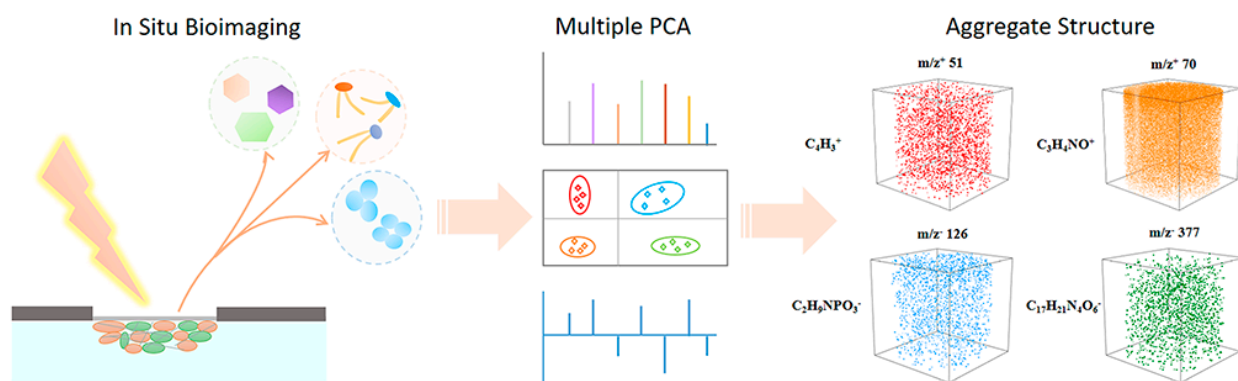 In Situ Bioimaging
Multiple PCA
Aggregate Structure
m/z⁺ 51
m/z⁺ 70
C₄H₃⁺
C₃H₄NO⁺
m/z⁻ 126
m/z⁻ 377
C₂H₉NPO₃⁻
C₁₇H₂₁N₄O₆⁻